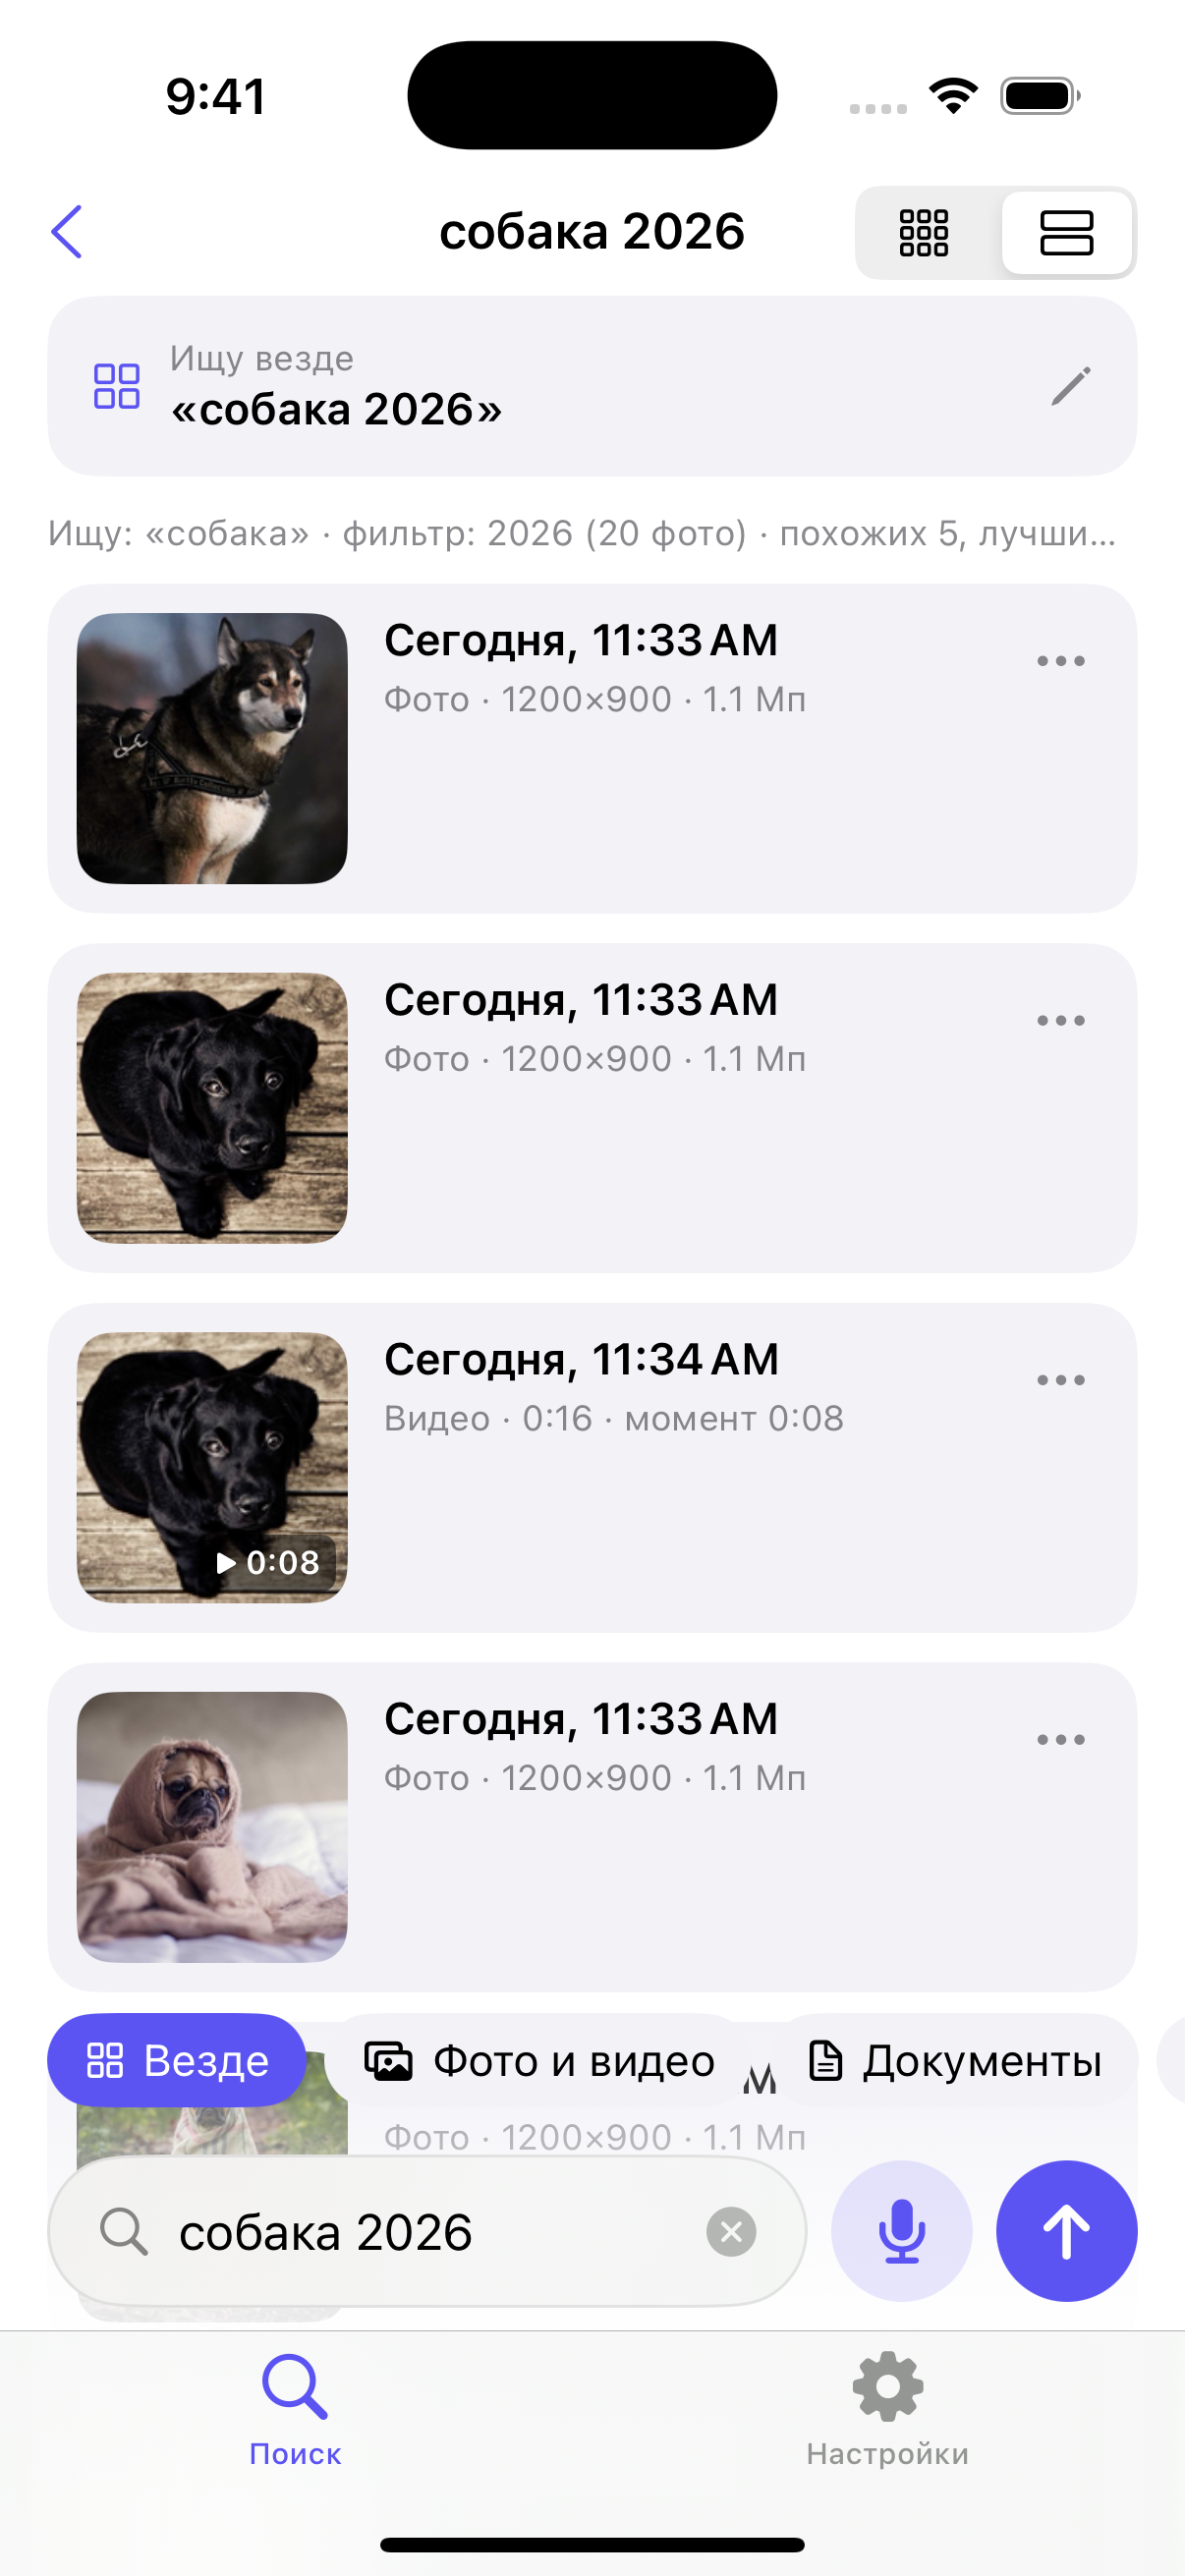 9:41
собака 2026
Ищу везде
«собака 2026»
Ищу: «собака» · фильтр: 2026 (20 фото) · похожих 5, лучши...
Сегодня, 11:33 AM
Фото · 1200×900 · 1.1 Мп
Сегодня, 11:33 AM
Фото · 1200×900 · 1.1 Мп
Сегодня, 11:34 AM
Видео · 0:16 · момент 0:08
0:08
Сегодня, 11:33 AM
Фото · 1200×900 · 1.1 Мп
Везде
Фото и видео
Документы
Фото · 1200×900 · 1.1 Мп
собака 2026
Поиск
Настройки